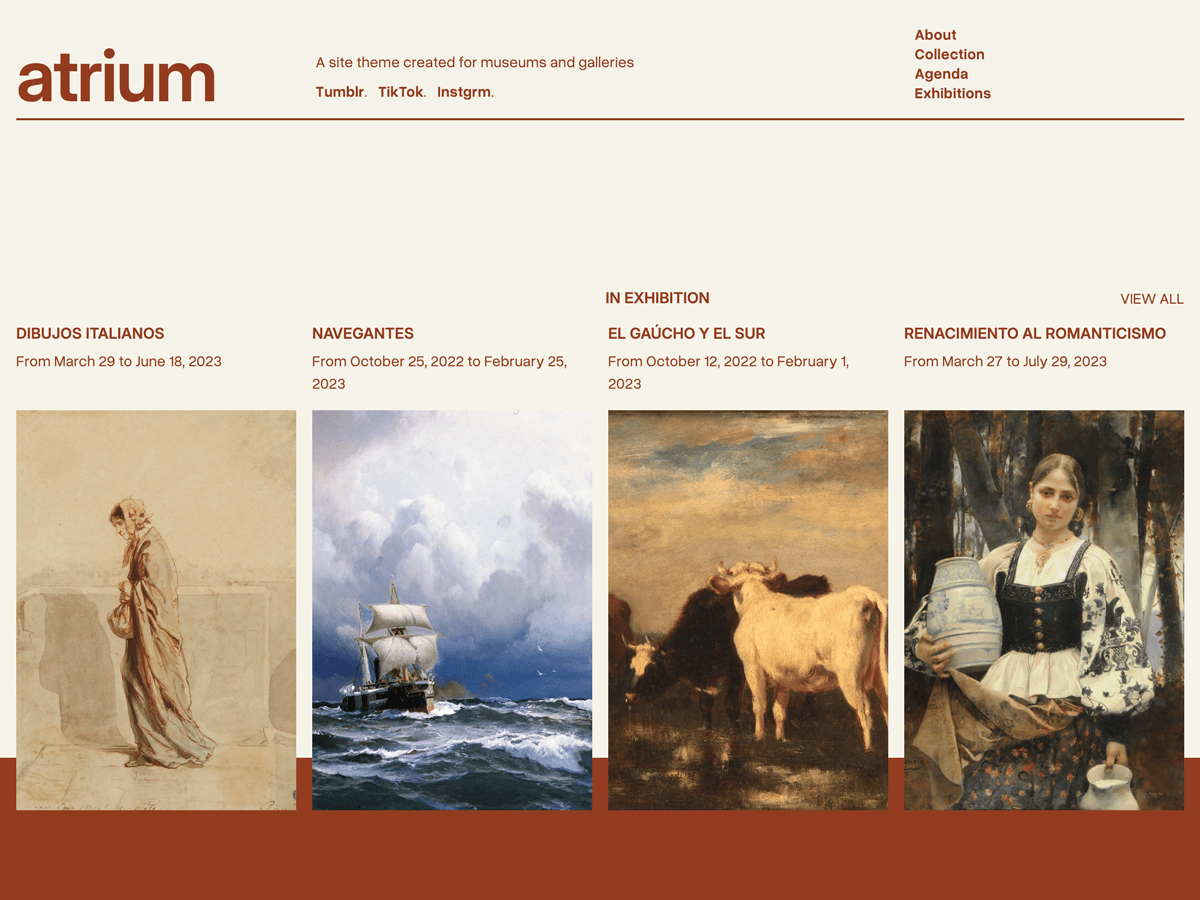 atrium
A site theme created for museums and galleries
Tumblr. TikTok. Instgrm.
About
Collection
Agenda
Exhibitions
IN EXHIBITION
VIEW ALL
DIBUJOS ITALIANOS
From March 29 to June 18, 2023
NAVEGANTES
From October 25, 2022 to February 25,
2023
EL GAÚCHO Y EL SUR
From October 12, 2022 to February 1,
2023
RENACIMIENTO AL ROMANTICISMO
From March 27 to July 29, 2023